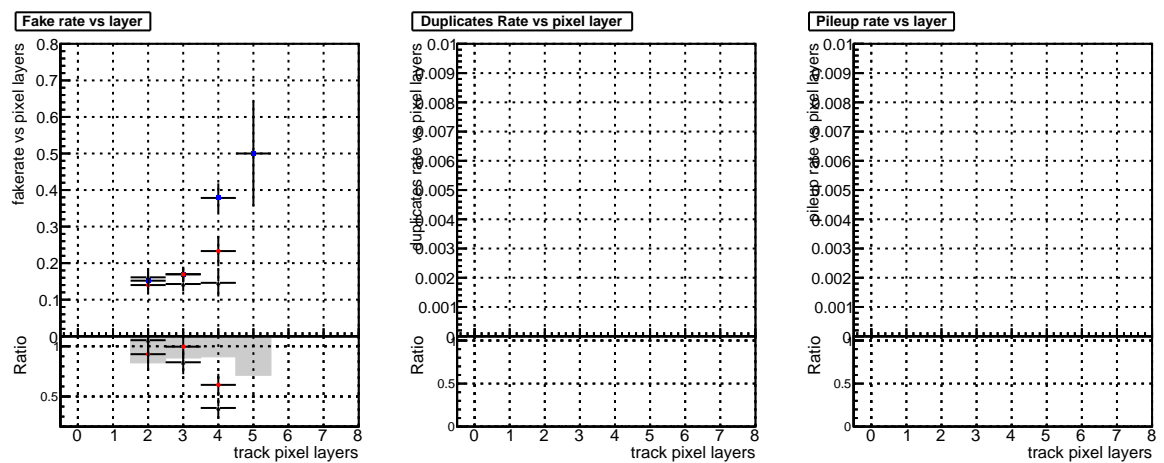 Fake rate vs layer
fakerate vs pixel layers
0.8
0.7
0.6
0.5
0.4
0.3
0.2
0.1
0
Ratio
1
0.5
0 1 2 3 4 5 6 7 8
track pixel layers
Duplicates Rate vs pixel layer
duplicates rate vs pixel layers
0.01
0.009
0.008
0.007
0.006
0.005
0.004
0.003
0.002
0.001
0
Ratio
1
0.5
0
0 1 2 3 4 5 6 7 8
track pixel layers
Pileup rate vs layer
pileup rate vs pixel layers
0.01
0.009
0.008
0.007
0.006
0.005
0.004
0.003
0.002
0.001
0
Ratio
1
0.5
0
0 1 2 3 4 5 6 7 8
track pixel layers